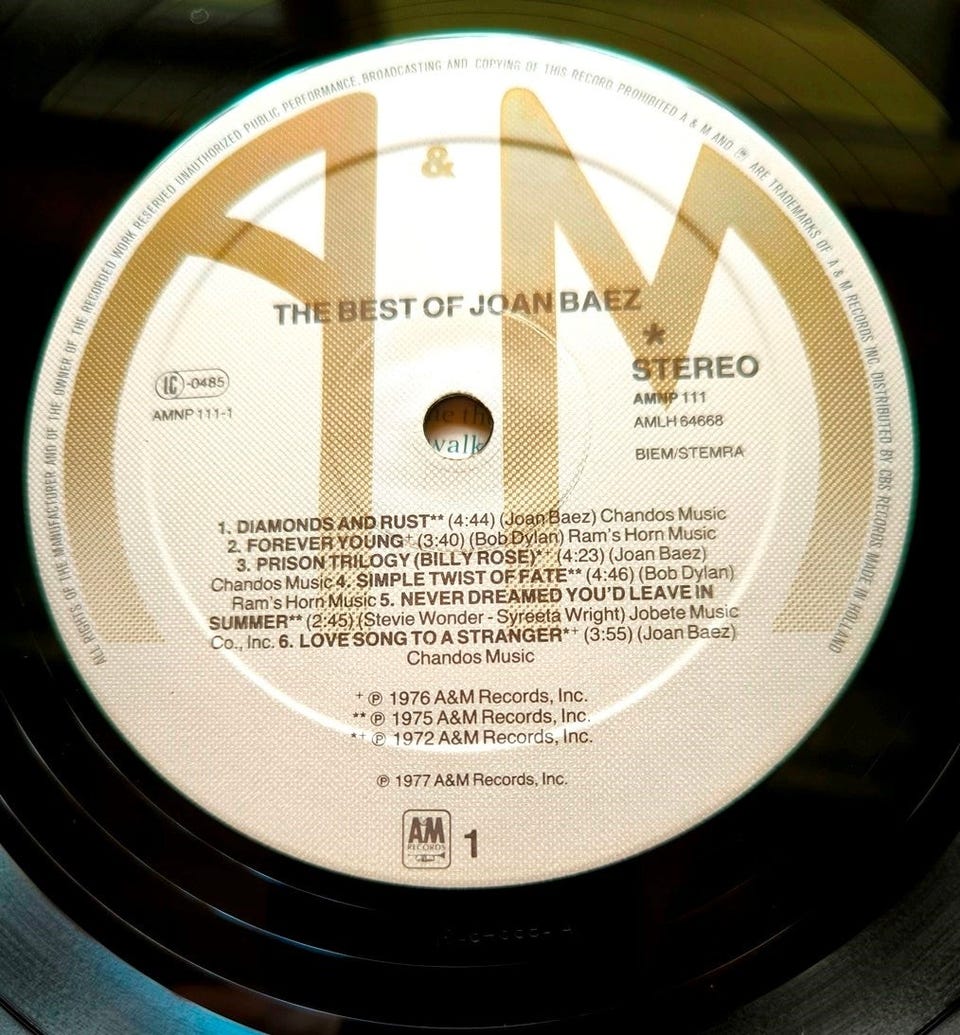 ALL RIGHTS OF THE MANUFACTURER AND OF THE OWNER OF THE RECORDED WORK RESERVED UNAUTHORIZED PUBLIC PERFORMANCE, BROADCASTING AND COPYING OF THIS RECORD PROHIBITED A & M AND ARE TRADEMARKS OF A & M RECORDS INC. DISTRIBUTED BY CBS RECORDS MADE IN HOLLAND
A & M
THE BEST OF JOAN BAEZ
*
STEREO
LC-0485
AMNP 111
AMNP 111-1
AMLH 64668
BIEM/STEMRA
walk
1. DIAMONDS AND RUST** (4:44) (Joan Baez) Chandos Music
2. FOREVER YOUNG+ (3:40) (Bob Dylan) Ram's Horn Music
3. PRISON TRILOGY (BILLY ROSE)*+ (4:23) (Joan Baez)
Chandos Music 4. SIMPLE TWIST OF FATE** (4:46) (Bob Dylan)
Ram's Horn Music 5. NEVER DREAMED YOU'D LEAVE IN
SUMMER** (2:45) (Stevie Wonder - Syreeta Wright) Jobete Music
Co., Inc. 6. LOVE SONG TO A STRANGER*+ (3:55) (Joan Baez)
Chandos Music
+ ℗ 1976 A&M Records, Inc.
** ℗ 1975 A&M Records, Inc.
*+ ℗ 1972 A&M Records, Inc.
℗ 1977 A&M Records, Inc.
AM
RECORDS
1